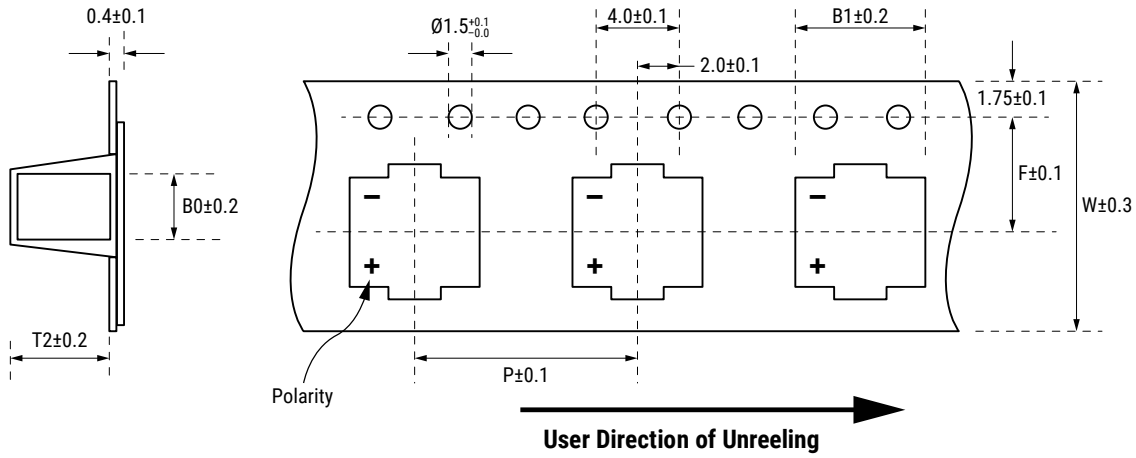 0.4±0.1
Ø1.5+0.1 -0.0
4.0±0.1
B1±0.2
2.0±0.1
1.75±0.1
F±0.1
W±0.3
B0±0.2
− − −
+ + +
T2±0.2
P±0.1
Polarity
User Direction of Unreeling